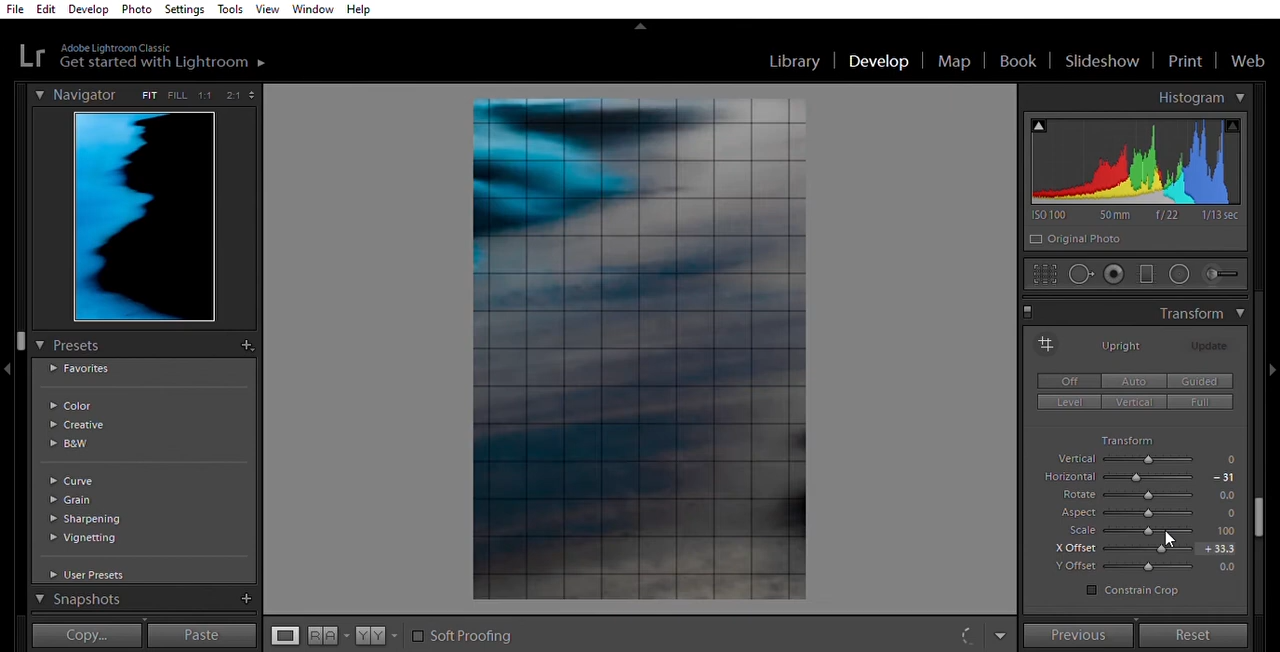 File Edit Develop Photo Settings Tools View Window Help
Lr Adobe Lightroom Classic
Get started with Lightroom
Library Develop Map Book Slideshow Print Web
Navigator FIT FILL 1:1 2:1
Histogram
ISO 100 50 mm f/22 1/13 sec
Original Photo
Transform
Upright Update
Off Auto Guided
Level Vertical Full
Transform
Vertical 0
Horizontal – 31
Rotate 0.0
Aspect 0
Scale 100
X Offset + 33.3
Y Offset 0.0
Constrain Crop
Presets +
Favorites
Color
Creative
B&W
Curve
Grain
Sharpening
Vignetting
User Presets
Snapshots +
Copy... Paste
R A Y Y Soft Proofing
Previous Reset